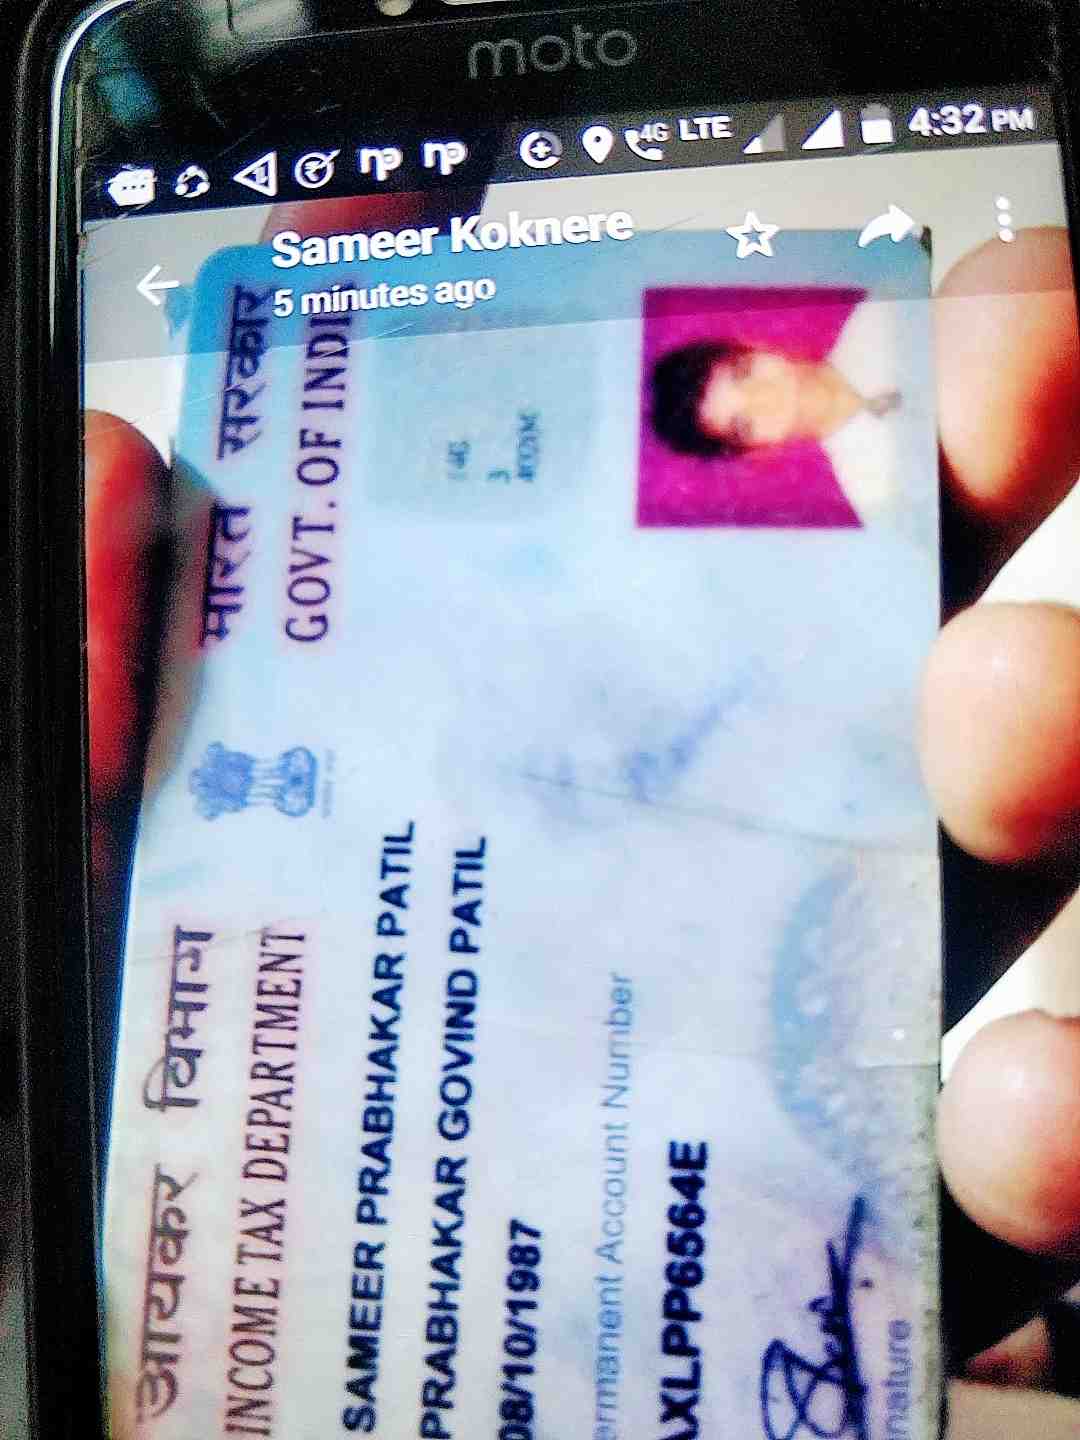 moto
4G LTE 4:32 PM
Sameer Koknere
5 minutes ago
आयकर विभाग
INCOME TAX DEPARTMENT
भारत सरकार
GOVT. OF INDI
SAMEER PRABHAKAR PATIL
PRABHAKAR GOVIND PATIL
08/10/1987
ermanent Account Number
AXLPP6564E
nature